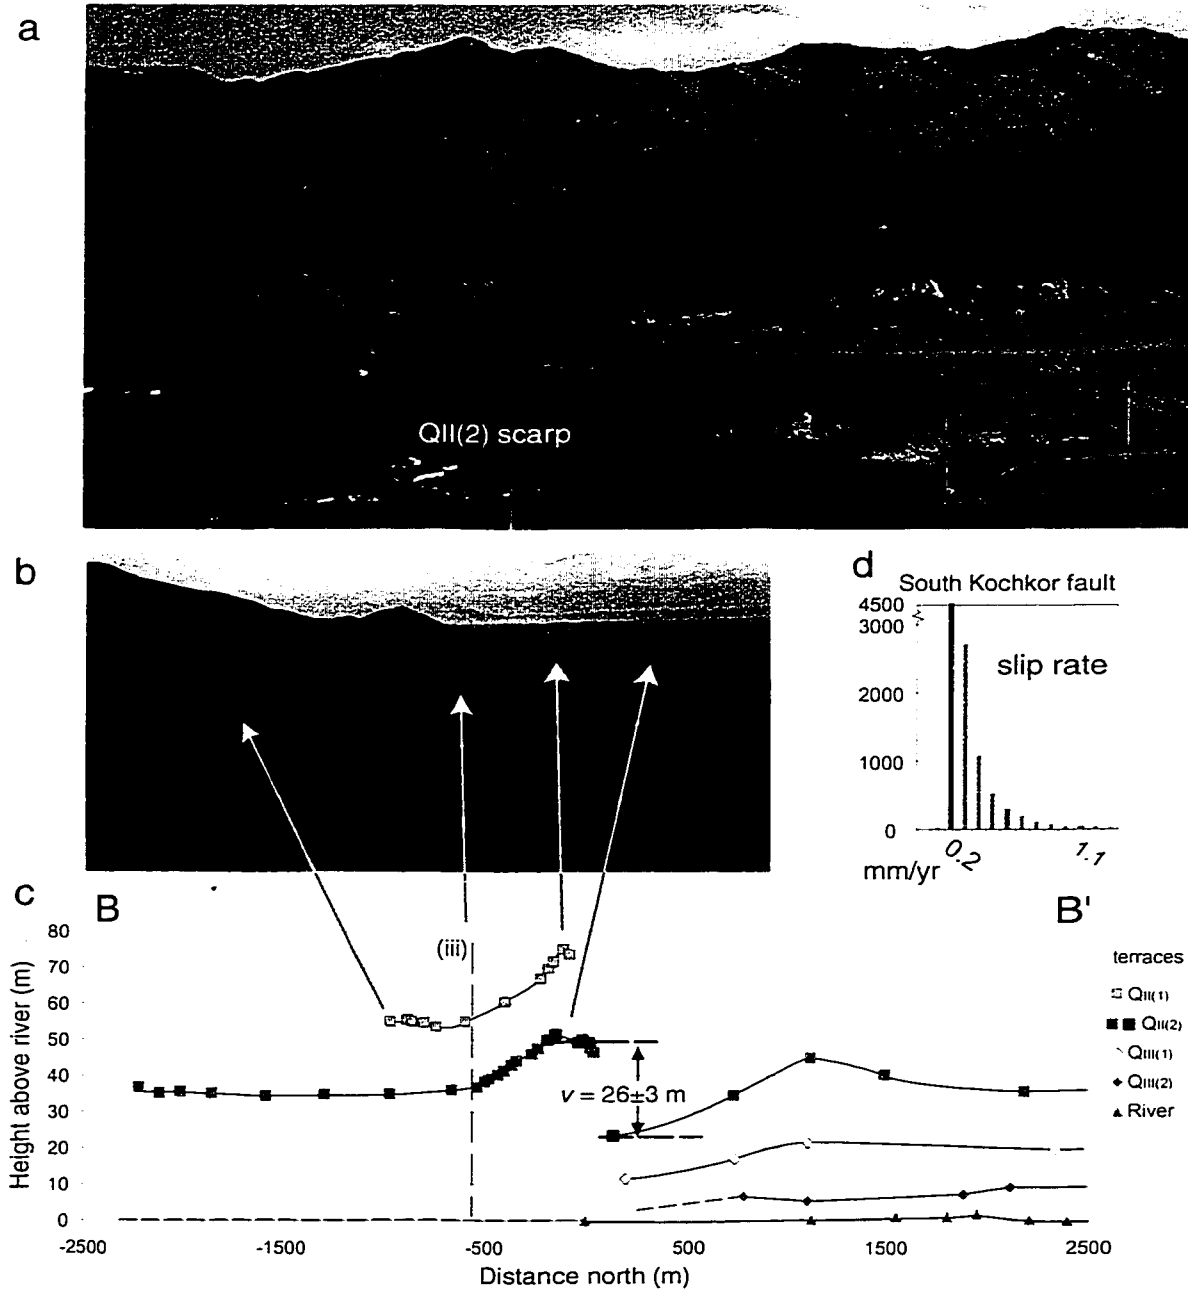 a
QII(2) scarp
b
d
South Kochkor fault
4500
3000
slip rate
2000
1000
0
0.2
1.1
mm/yr
c
B
B'
80
(iii)
70
terraces
60
QII(1)
50
QII(2)
40
QIII(1)
v = 26±3 m
30
QIII(2)
20
River
10
0
Height above river (m)
-2500 -1500 -500 500 1500 2500
Distance north (m)